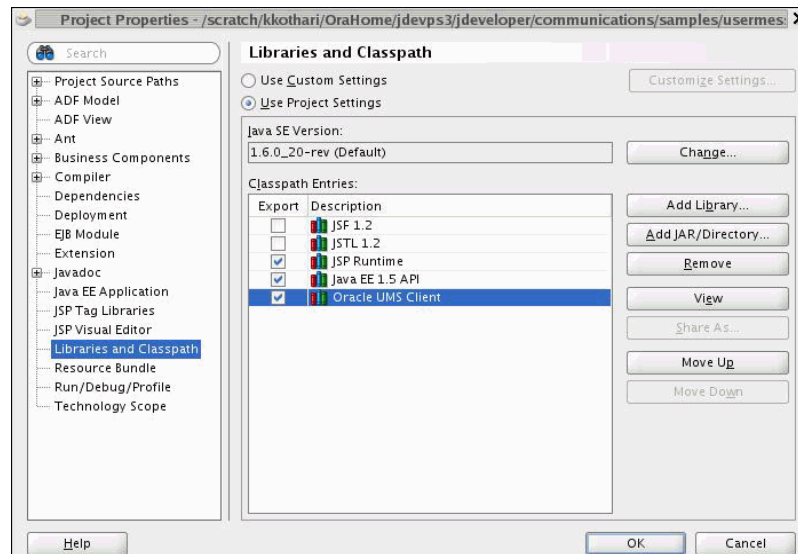 Project Properties - /scratch/kkothari/OraHome/jdevps3/jdeveloper/communications/samples/usermes
Search
Project Source Paths
ADF Model
ADF View
Ant
Business Components
Compiler
Dependencies
Deployment
EJB Module
Extension
Javadoc
Java EE Application
JSP Tag Libraries
JSP Visual Editor
Libraries and Classpath
Resource Bundle
Run/Debug/Profile
Technology Scope
Libraries and Classpath
Use Custom Settings
Customize Settings...
Use Project Settings
Java SE Version:
1.6.0_20-rev (Default)
Change...
Classpath Entries:
Export Description
JSF 1.2
JSTL 1.2
JSP Runtime
Java EE 1.5 API
Oracle UMS Client
Add Library...
Add JAR/Directory...
Remove
View
Share As...
Move Up
Move Down
Help
OK
Cancel